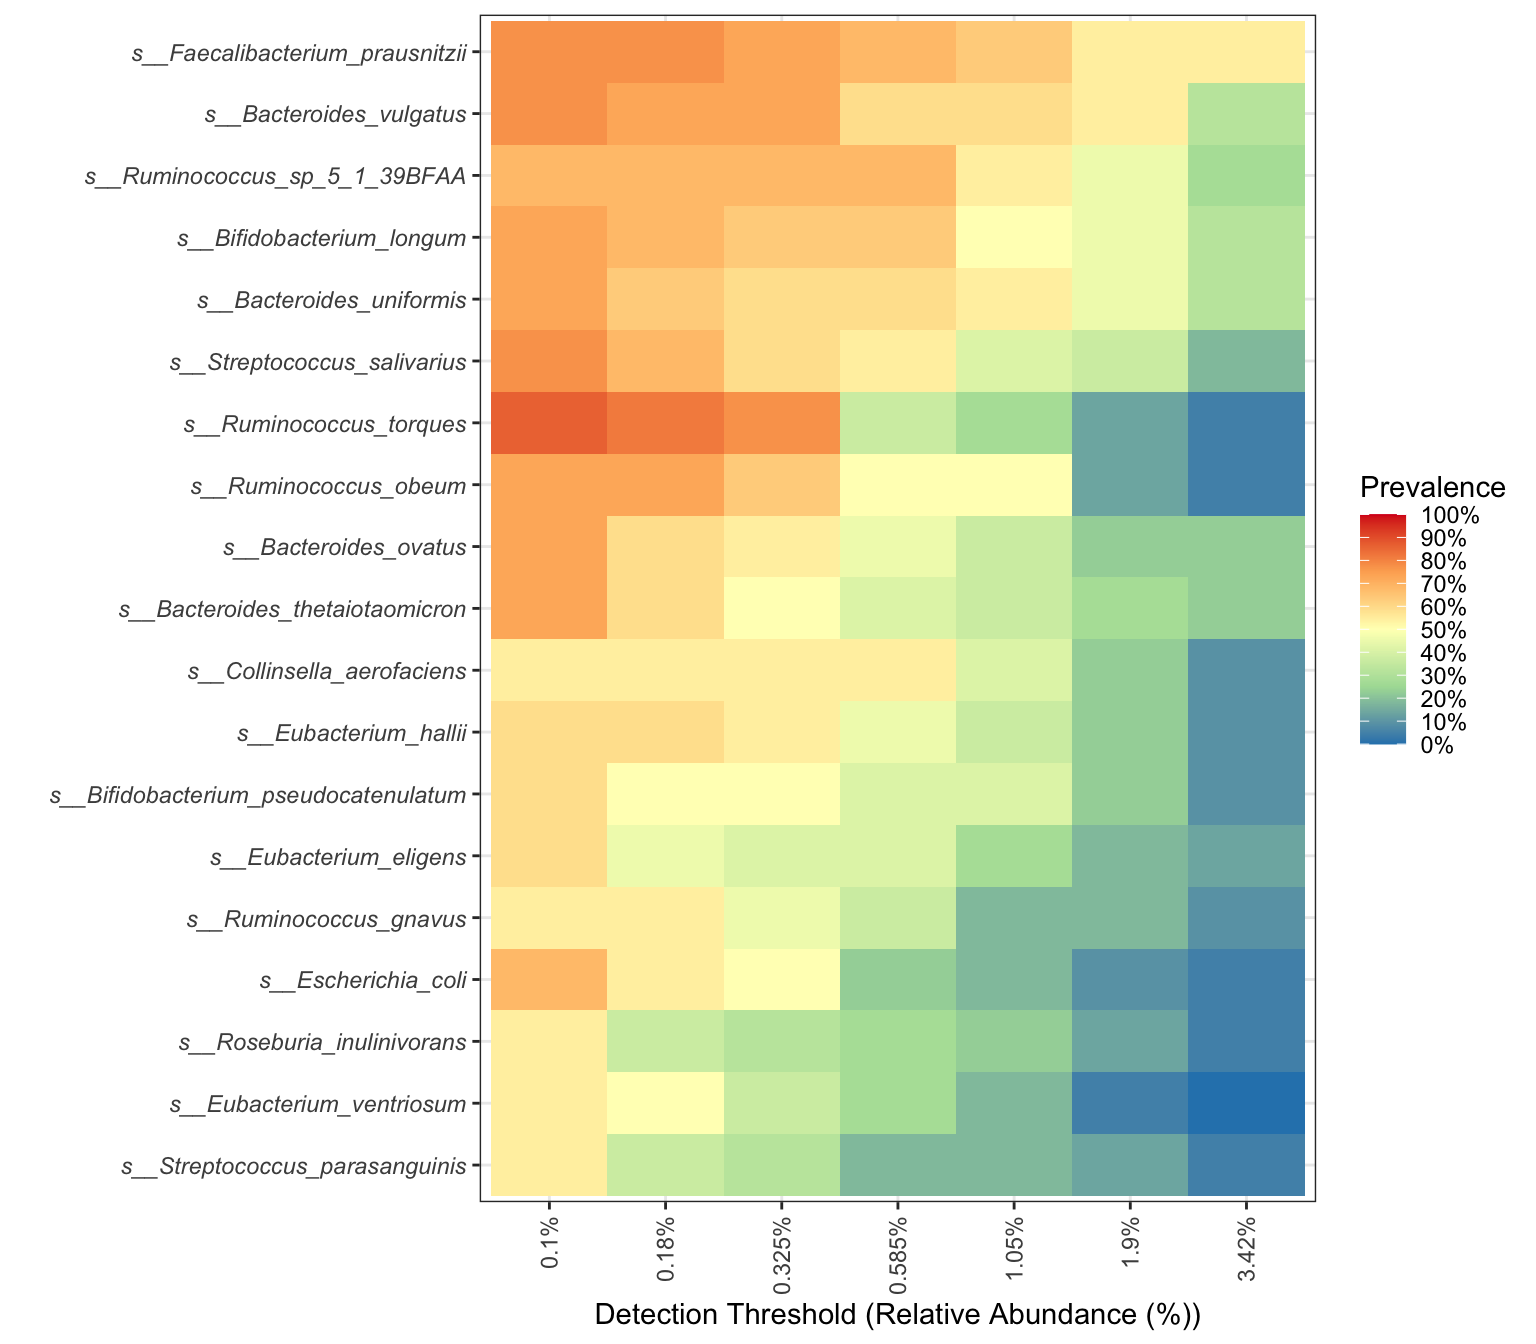 s__Faecalibacterium_prausnitzii
s__Bacteroides_vulgatus
s__Ruminococcus_sp_5_1_39BFAA
s__Bifidobacterium_longum
s__Bacteroides_uniformis
s__Streptococcus_salivarius
s__Ruminococcus_torques
s__Ruminococcus_obeum
s__Bacteroides_ovatus
s__Bacteroides_thetaiotaomicron
s__Collinsella_aerofaciens
s__Eubacterium_hallii
s__Bifidobacterium_pseudocatenulatum
s__Eubacterium_eligens
s__Ruminococcus_gnavus
s__Escherichia_coli
s__Roseburia_inulinivorans
s__Eubacterium_ventriosum
s__Streptococcus_parasanguinis
0.1%
0.18%
0.325%
0.585%
1.05%
1.9%
3.42%
Detection Threshold (Relative Abundance (%))
Prevalence
100%
90%
80%
70%
60%
50%
40%
30%
20%
10%
0%